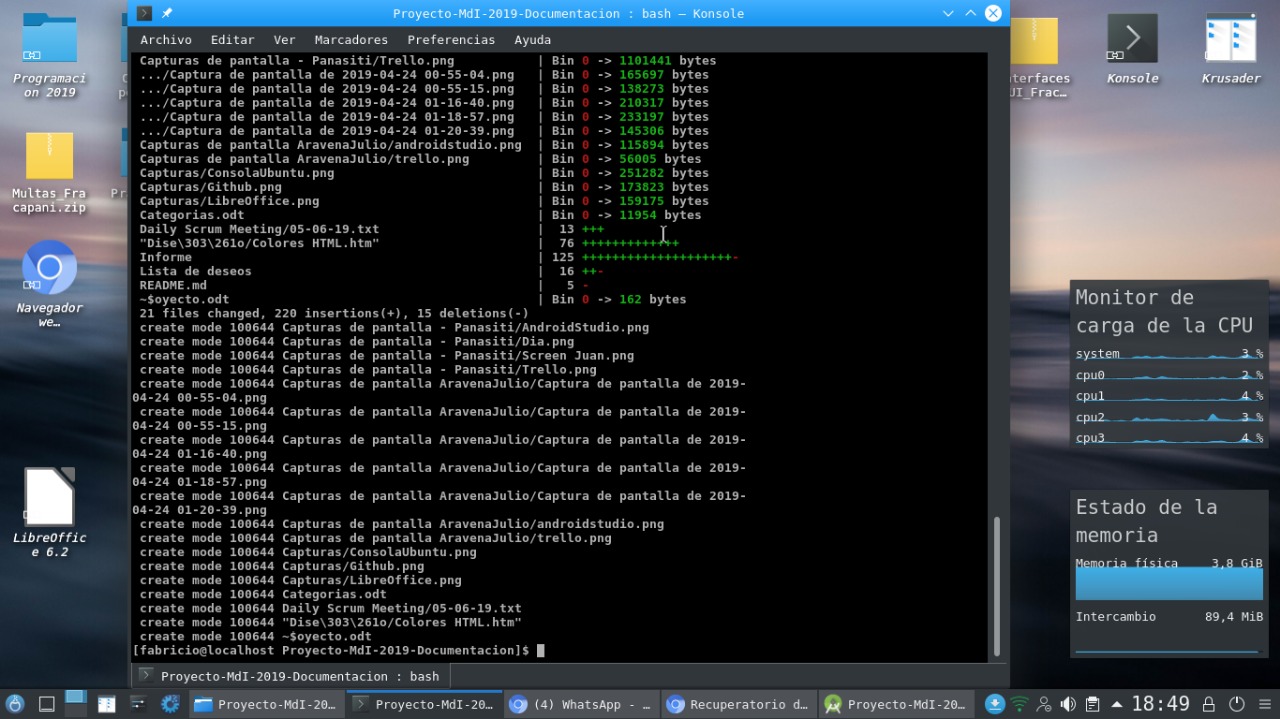 Proyecto-MdI-2019-Documentacion : bash — Konsole
Archivo Editar Ver Marcadores Preferencias Ayuda
Capturas de pantalla - Panasiti/Trello.png | Bin 0 -> 1101441 bytes
.../Captura de pantalla de 2019-04-24 00-55-04.png | Bin 0 -> 165697 bytes
.../Captura de pantalla de 2019-04-24 00-55-15.png | Bin 0 -> 138273 bytes
.../Captura de pantalla de 2019-04-24 01-16-40.png | Bin 0 -> 210317 bytes
.../Captura de pantalla de 2019-04-24 01-18-57.png | Bin 0 -> 233197 bytes
.../Captura de pantalla de 2019-04-24 01-20-39.png | Bin 0 -> 145306 bytes
Capturas de pantalla AravenaJulio/androidstudio.png | Bin 0 -> 115894 bytes
Capturas de pantalla AravenaJulio/trello.png | Bin 0 -> 56005 bytes
Capturas/ConsolaUbuntu.png | Bin 0 -> 251282 bytes
Capturas/Github.png | Bin 0 -> 173823 bytes
Capturas/LibreOffice.png | Bin 0 -> 159175 bytes
Categorias.odt | Bin 0 -> 11954 bytes
Daily Scrum Meeting/05-06-19.txt | 13 +++
"Dise\303\261o/Colores HTML.htm" | 76 +++++++++++++
Informe | 125 ++++++++++++++++++++-
Lista de deseos | 16 ++-
README.md | 5 -
~$oyecto.odt | Bin 0 -> 162 bytes
21 files changed, 220 insertions(+), 15 deletions(-)
create mode 100644 Capturas de pantalla - Panasiti/AndroidStudio.png
create mode 100644 Capturas de pantalla - Panasiti/Dia.png
create mode 100644 Capturas de pantalla - Panasiti/Screen Juan.png
create mode 100644 Capturas de pantalla - Panasiti/Trello.png
create mode 100644 Capturas de pantalla AravenaJulio/Captura de pantalla de 2019-
04-24 00-55-04.png
create mode 100644 Capturas de pantalla AravenaJulio/Captura de pantalla de 2019-
04-24 00-55-15.png
create mode 100644 Capturas de pantalla AravenaJulio/Captura de pantalla de 2019-
04-24 01-16-40.png
create mode 100644 Capturas de pantalla AravenaJulio/Captura de pantalla de 2019-
04-24 01-18-57.png
create mode 100644 Capturas de pantalla AravenaJulio/Captura de pantalla de 2019-
04-24 01-20-39.png
create mode 100644 Capturas de pantalla AravenaJulio/androidstudio.png
create mode 100644 Capturas de pantalla AravenaJulio/trello.png
create mode 100644 Capturas/ConsolaUbuntu.png
create mode 100644 Capturas/Github.png
create mode 100644 Capturas/LibreOffice.png
create mode 100644 Categorias.odt
create mode 100644 Daily Scrum Meeting/05-06-19.txt
create mode 100644 "Dise\303\261o/Colores HTML.htm"
create mode 100644 ~$oyecto.odt
[fabricio@localhost Proyecto-MdI-2019-Documentacion]$
Proyecto-MdI-2019-Documentacion : bash
Programaci
on 2019
Multas_Fra
capani.zip
Navegador
we...
LibreOffic
e 6.2
nterfaces
UI_Frac...
Konsole
Krusader
Monitor de
carga de la CPU
system 3 %
cpu0 2 %
cpu1 4 %
cpu2 3 %
cpu3 4 %
Estado de la
memoria
Memoria física 3,8 GiB
Intercambio 89,4 MiB
Proyecto-MdI-20...
Proyecto-MdI-20...
(4) WhatsApp - ...
Recuperatorio d...
Proyecto-MdI-20...
18:49